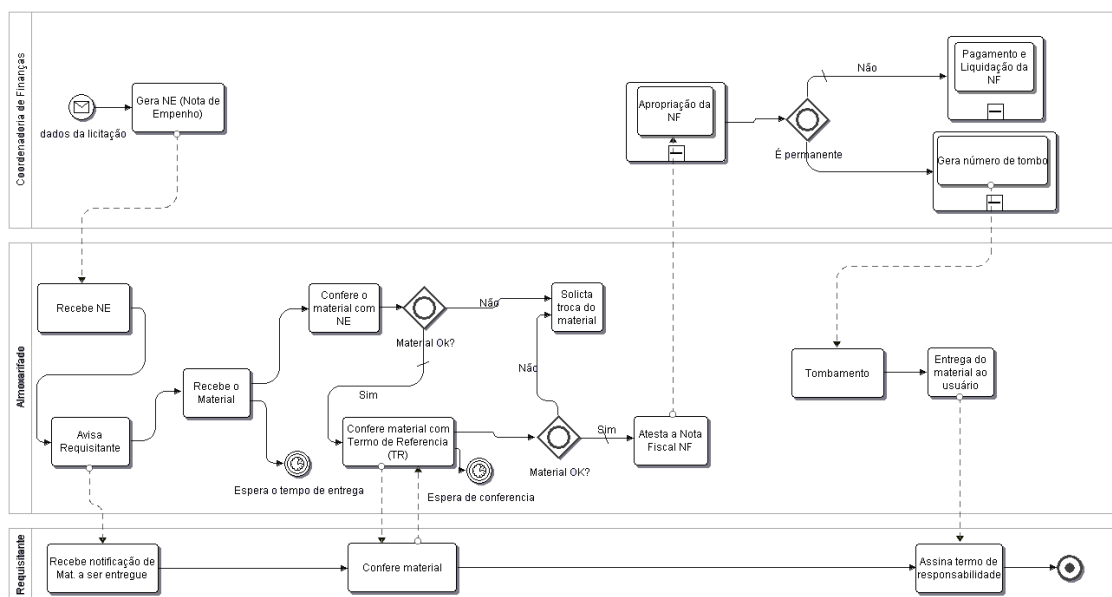 Coordenadoria de Finanças
dados da licitação
Gera NE (Nota de
Empenho)
Apropriação da
NF
É permanente
Não
Pagamento e
Liquidação da
NF
Gera número de tombo
Almoxarifado
Recebe NE
Avisa
Requisitante
Recebe o
Material
Espera o tempo de entrega
Confere o
material com
NE
Material Ok?
Não
Sim
Solicta
troca do
material
Confere material com
Termo de Referencia
(TR)
Espera de conferencia
Não
Material OK?
Sim
Atesta a Nota
Fiscal NF
Tombamento
Entrega do
material ao
usuário
Requisitante
Recebe notificação de
Mat. a ser entregue
Confere material
Assina termo de
responsabilidade